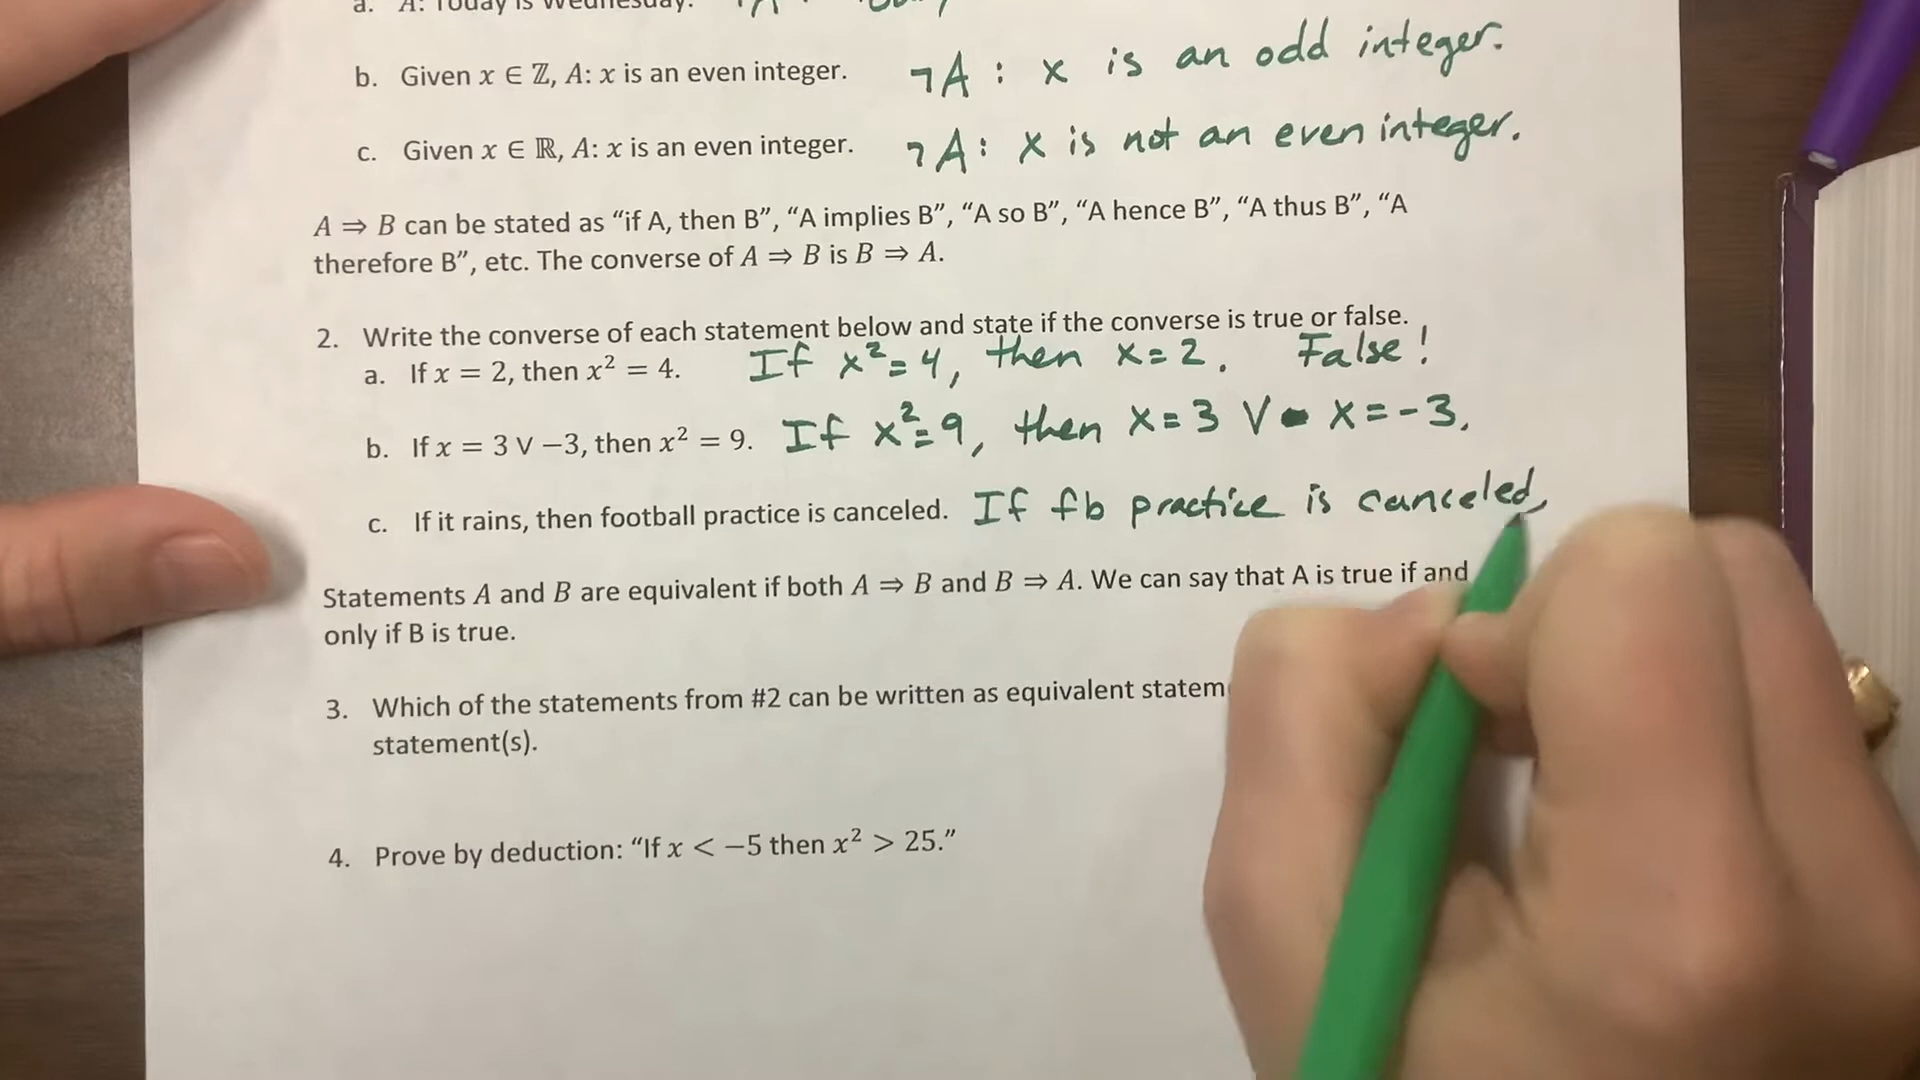 a. A: Today is Wednesday.
b. Given x ∈ ℤ, A: x is an even integer. ¬A : x is an odd integer.
c. Given x ∈ ℝ, A: x is an even integer. ¬A : x is not an even integer.
A ⇒ B can be stated as “if A, then B”, “A implies B”, “A so B”, “A hence B”, “A thus B”, “A
therefore B”, etc. The converse of A ⇒ B is B ⇒ A.
2. Write the converse of each statement below and state if the converse is true or false.
a. If x = 2, then x² = 4. If x² = 4, then x = 2. False!
b. If x = 3 ∨ −3, then x² = 9. If x² = 9, then x = 3 ∨ x = -3.
c. If it rains, then football practice is canceled. If fb practice is canceled,
Statements A and B are equivalent if both A ⇒ B and B ⇒ A. We can say that A is true if and
only if B is true.
3. Which of the statements from #2 can be written as equivalent statem
statement(s).
4. Prove by deduction: “If x < −5 then x² > 25.”